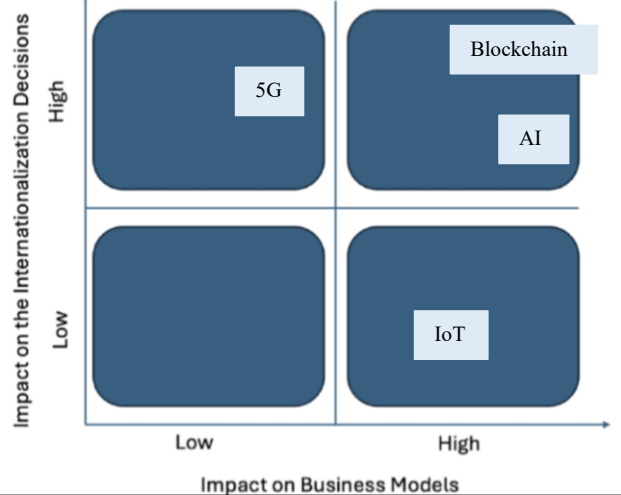 Impact on the Internationalization Decisions
High
Low
Blockchain
5G
AI
IoT
Low
High
Impact on Business Models